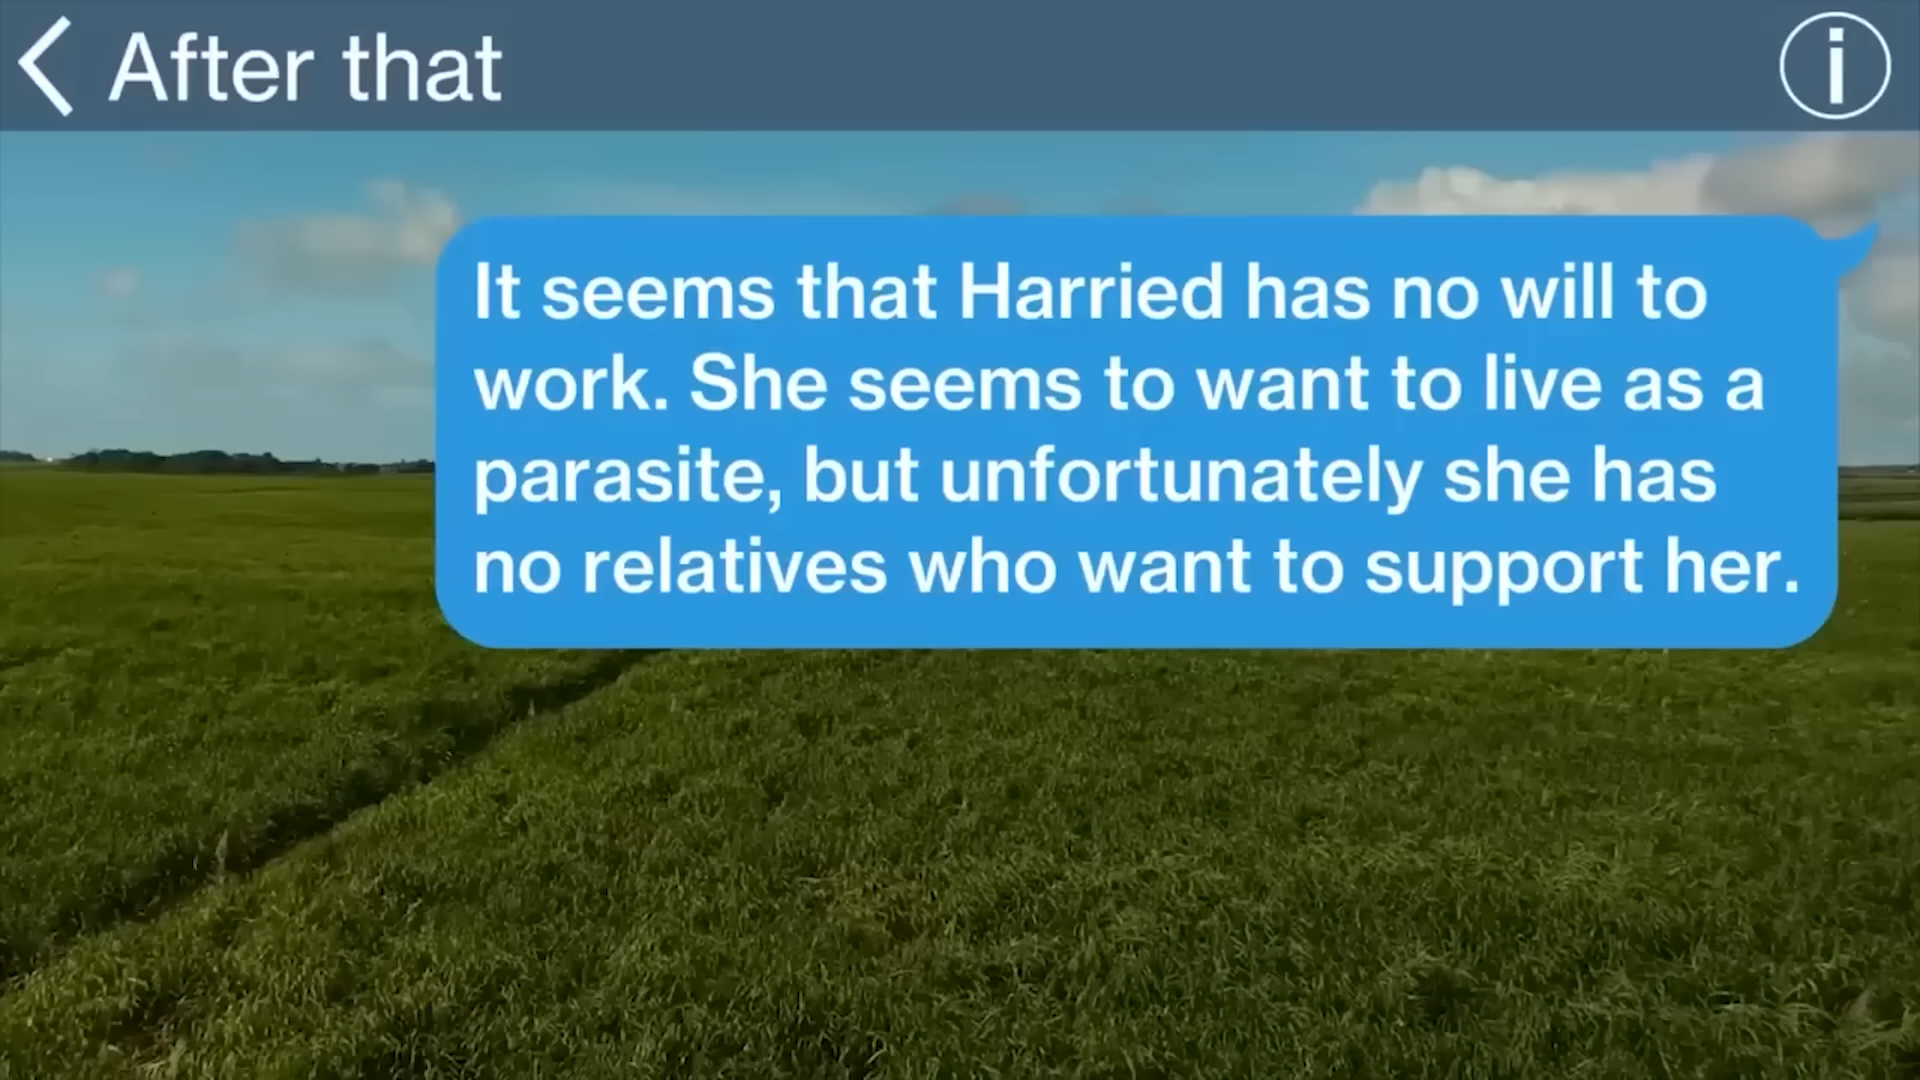 After that
It seems that Harried has no will to
work. She seems to want to live as a
parasite, but unfortunately she has
no relatives who want to support her.